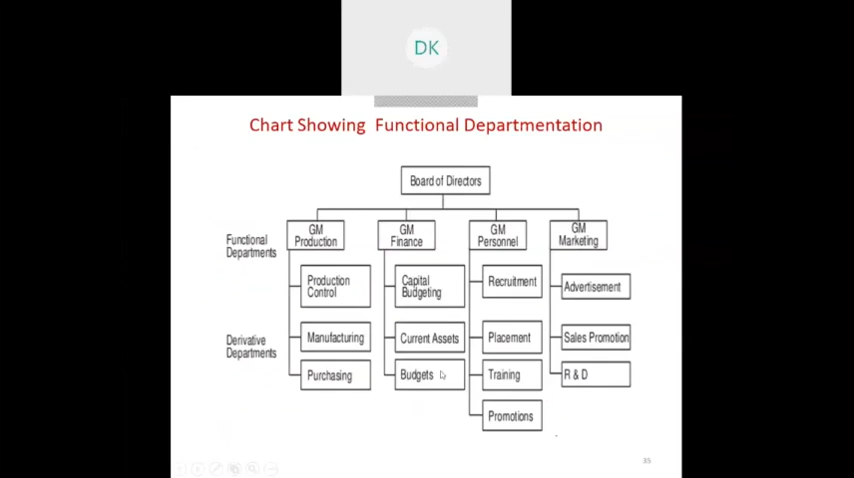 DK
Chart Showing Functional Departmentation
Board of Directors
GM
Production
GM
Finance
GM
Personnel
GM
Marketing
Functional
Departments
Production
Control
Capital
Budgeting
Recruitment
Advertisement
Derivative
Departments
Manufacturing
Current Assets
Placement
Sales Promotion
Purchasing
Budgets
Training
R & D
Promotions
35